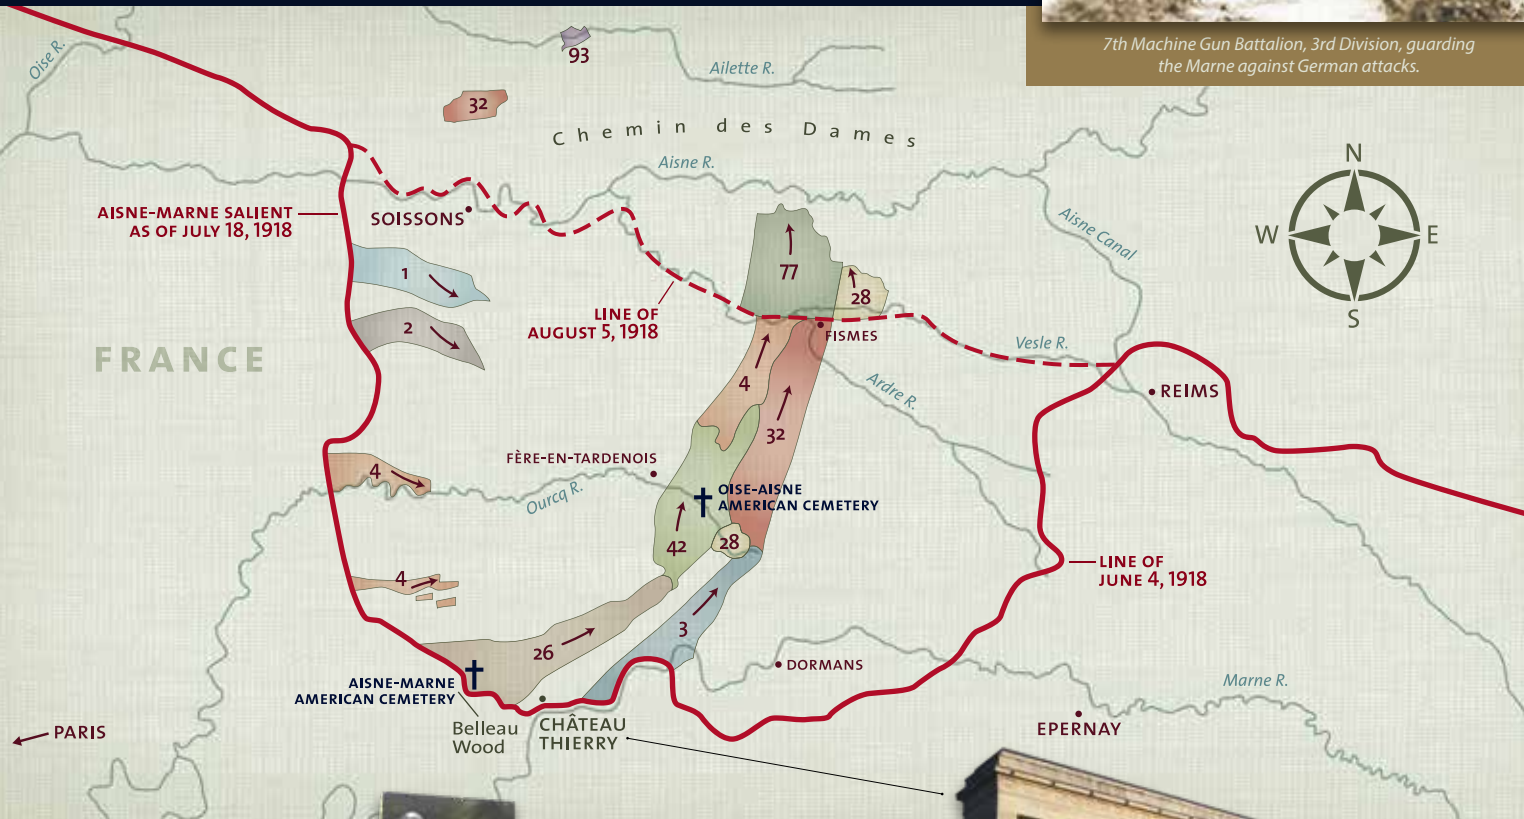 7th Machine Gun Battalion, 3rd Division, guarding
the Marne against German attacks.
Oise R.
93
Ailette R.
32
Chemin des Dames
Aisne R.
N
W
E
S
AISNE-MARNE SALIENT
AS OF JULY 18, 1918
SOISSONS
Aisne Canal
1
77
28
2
LINE OF
AUGUST 5, 1918
FISMES
Vesle R.
FRANCE
4
Ardre R.
REIMS
32
FÈRE-EN-TARDENOIS
4
Ourcq R.
OISE-AISNE
AMERICAN CEMETERY
42
28
LINE OF
JUNE 4, 1918
4
3
26
DORMANS
AISNE-MARNE
AMERICAN CEMETERY
Marne R.
Belleau
Wood
CHÂTEAU
THIERRY
EPERNAY
PARIS